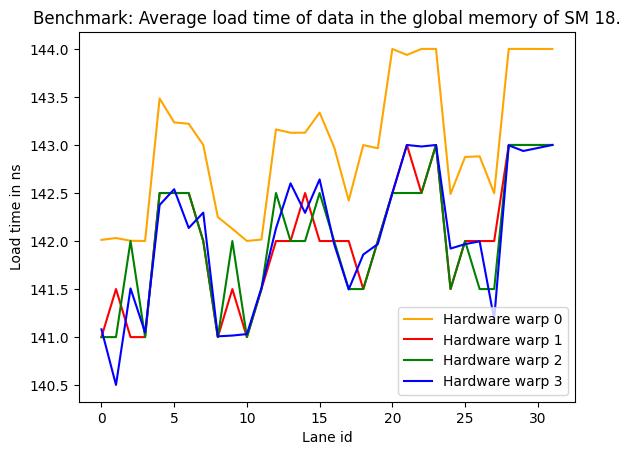 Benchmark: Average load time of data in the global memory of SM 18.
Load time in ns
144.0
143.5
143.0
142.5
142.0
141.5
141.0
140.5
Hardware warp 0
Hardware warp 1
Hardware warp 2
Hardware warp 3
0 5 10 15 20 25 30
Lane id